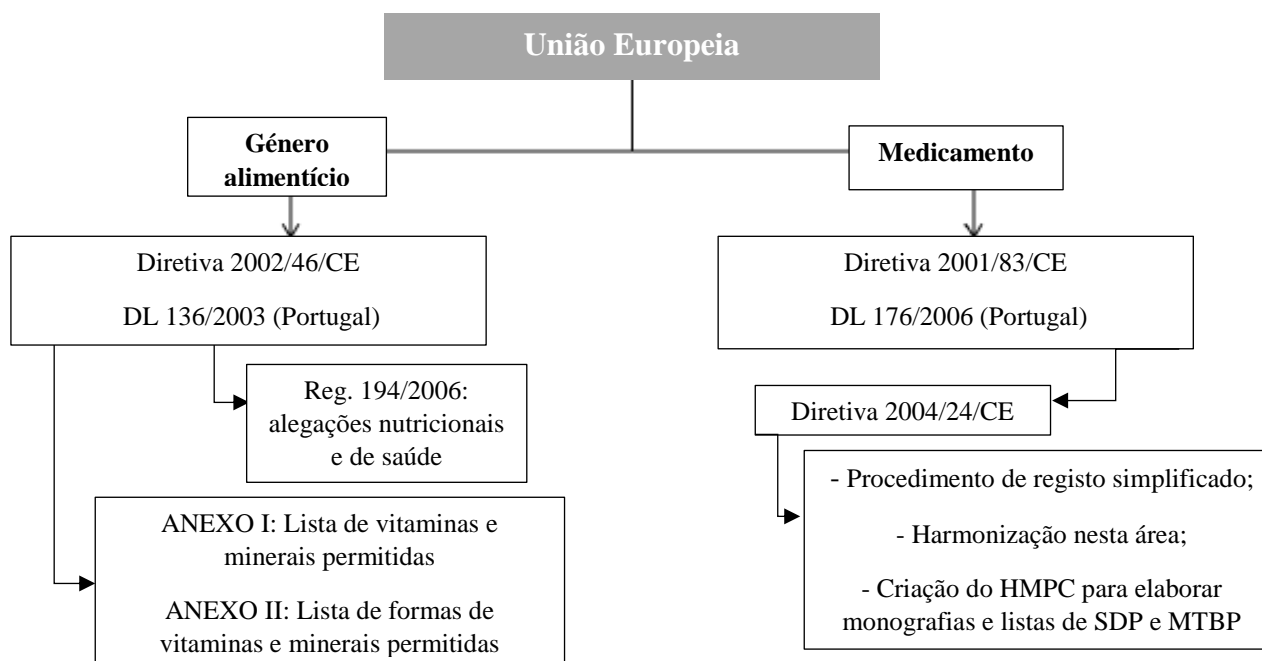 União Europeia
Género
alimentício
Medicamento
Diretiva 2002/46/CE
DL 136/2003 (Portugal)
Diretiva 2001/83/CE
DL 176/2006 (Portugal)
Reg. 194/2006:
alegações nutricionais
e de saúde
Diretiva 2004/24/CE
ANEXO I: Lista de vitaminas e
minerais permitidas
ANEXO II: Lista de formas de
vitaminas e minerais permitidas
- Procedimento de registo simplificado;
- Harmonização nesta área;
- Criação do HMPC para elaborar
monografias e listas de SDP e MTBP